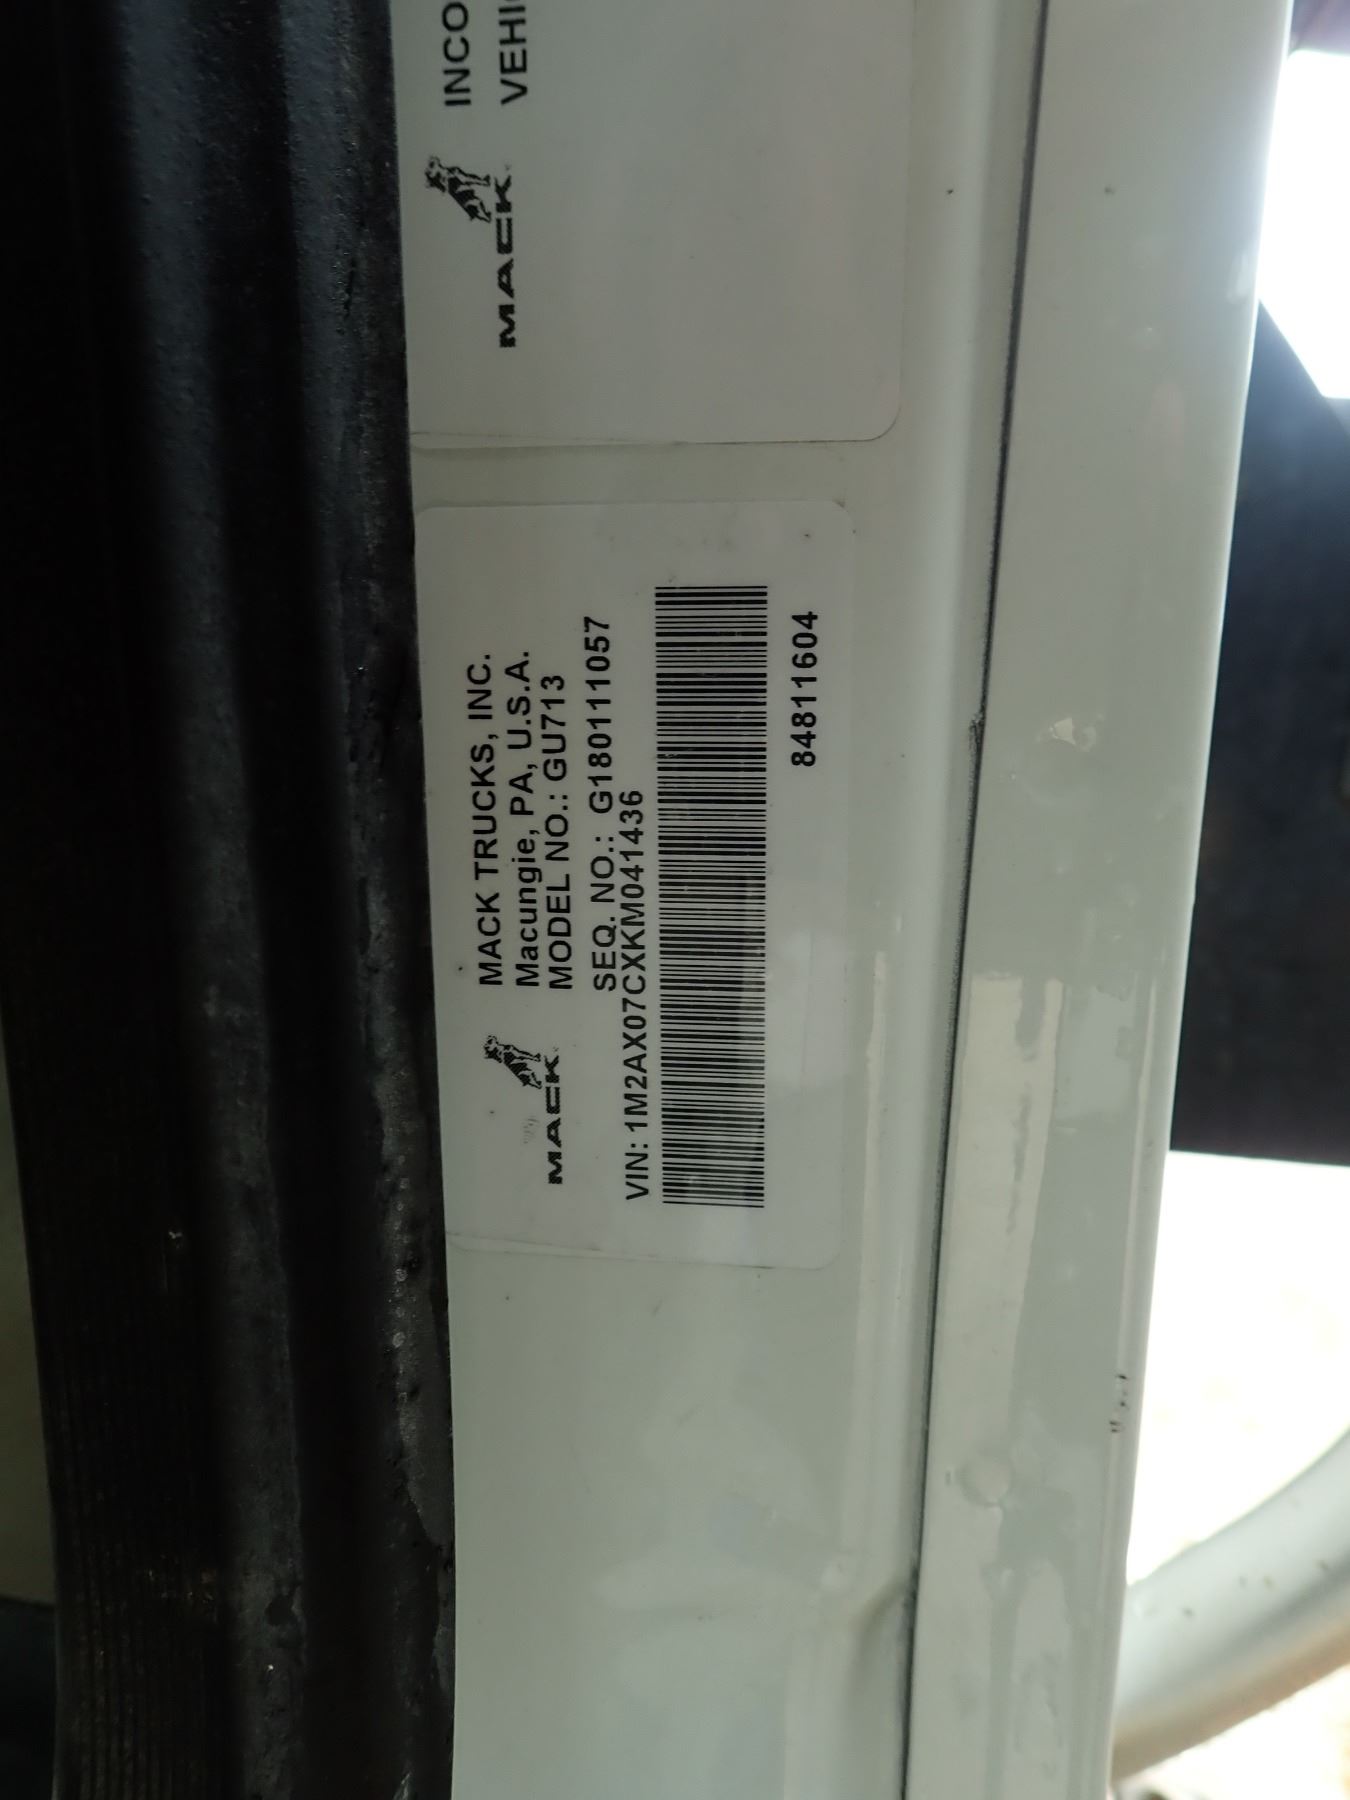 MACK TRUCKS, INC.
Macungie, PA, U.S.A.
MODEL NO.: GU713
SEQ. NO.: G180111057
MACK
VIN: 1M2AX07CXKM041436
84811604
MACK
INCO
VEHI